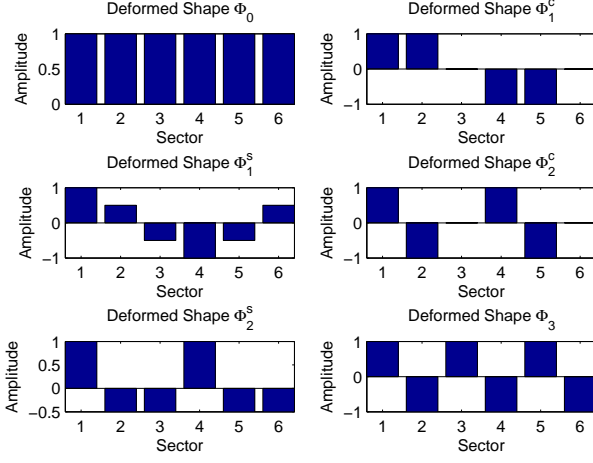 Deformed Shape Φ0
Amplitude
1
0.5
0
1 2 3 4 5 6
Sector
Deformed Shape Φ1c
Amplitude
1
0
−1
1 2 3 4 5 6
Sector
Deformed Shape Φ1s
Amplitude
1
0
−1
1 2 3 4 5 6
Sector
Deformed Shape Φ2c
Amplitude
1
0
−1
1 2 3 4 5 6
Sector
Deformed Shape Φ2s
Amplitude
1
0.5
0
−0.5
1 2 3 4 5 6
Sector
Deformed Shape Φ3
Amplitude
1
0
−1
1 2 3 4 5 6
Sector